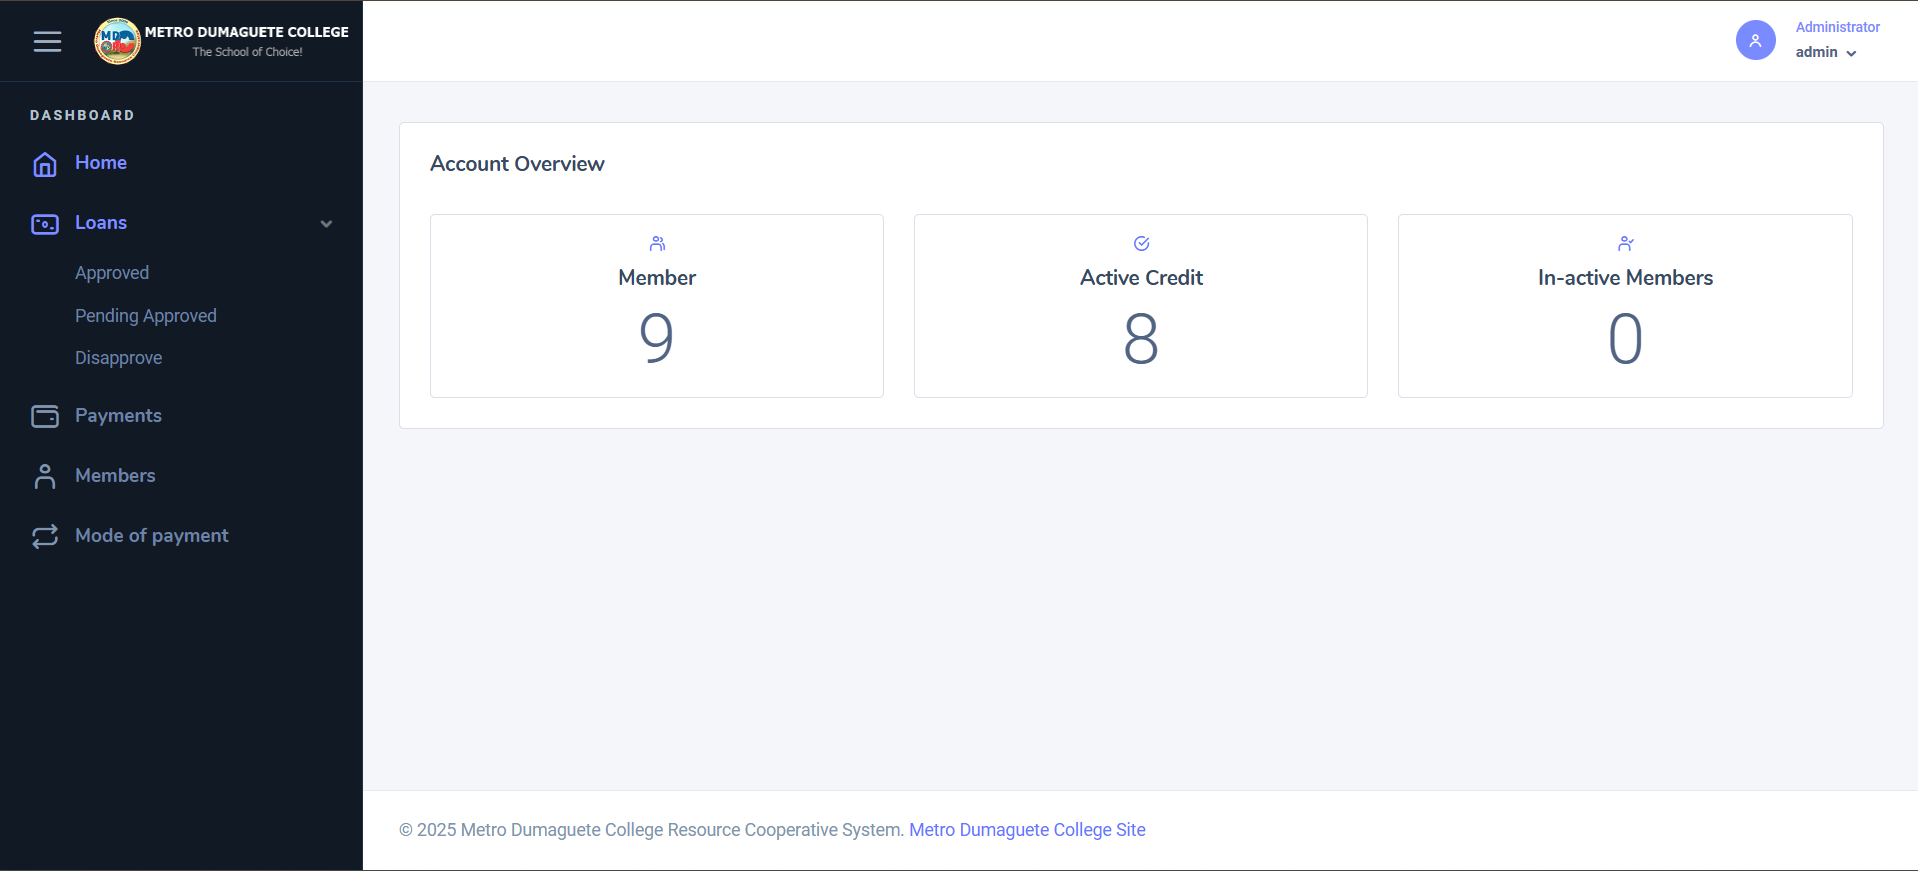 METRO DUMAGUETE COLLEGE
The School of Choice!
Administrator
admin
DASHBOARD
Home
Loans
Approved
Pending Approved
Disapprove
Payments
Members
Mode of payment
Account Overview
Member
9
Active Credit
8
In-active Members
0
© 2025 Metro Dumaguete College Resource Cooperative System. Metro Dumaguete College Site